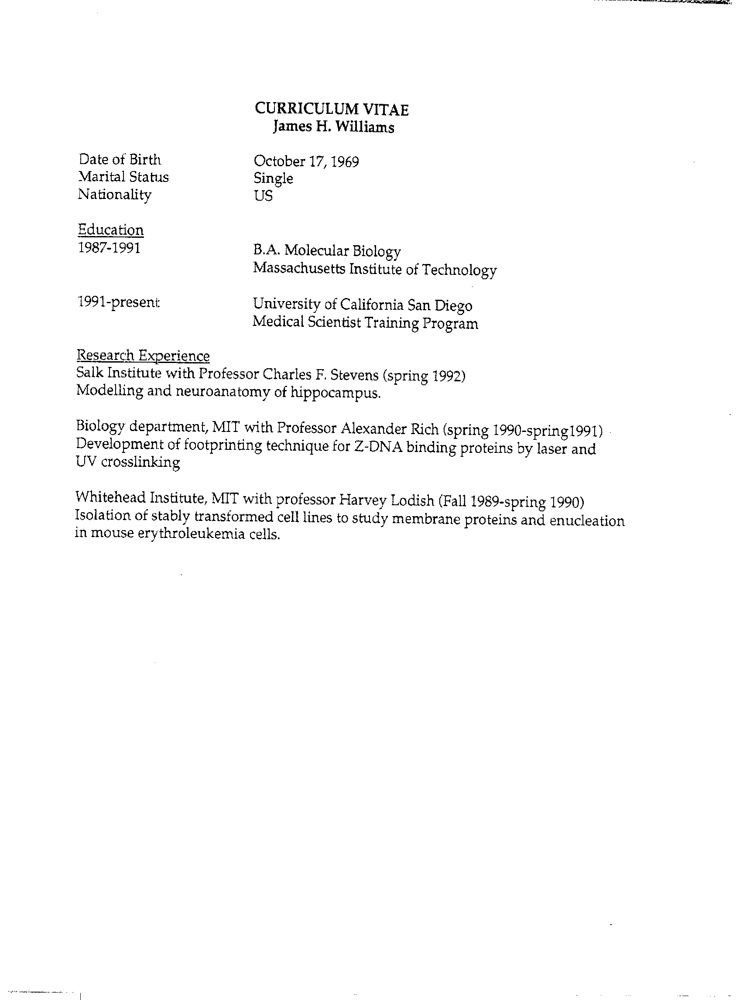 CURRICULUM VITAE
James H. Williams
Date of Birth October 17, 1969
Marital Status Single
Nationality US
Education
1987-1991 B.A. Molecular Biology
Massachusetts Institute of Technology
1991-present University of California San Diego
Medical Scientist Training Program
Research Experience
Salk Institute with Professor Charles F. Stevens (spring 1992)
Modelling and neuroanatomy of hippocampus.
Biology department, MIT with Professor Alexander Rich (spring 1990-spring1991)
Development of footprinting technique for Z-DNA binding proteins by laser and
UV crosslinking
Whitehead Institute, MIT with professor Harvey Lodish (Fall 1989-spring 1990)
Isolation of stably transformed cell lines to study membrane proteins and enucleation
in mouse erythroleukemia cells.